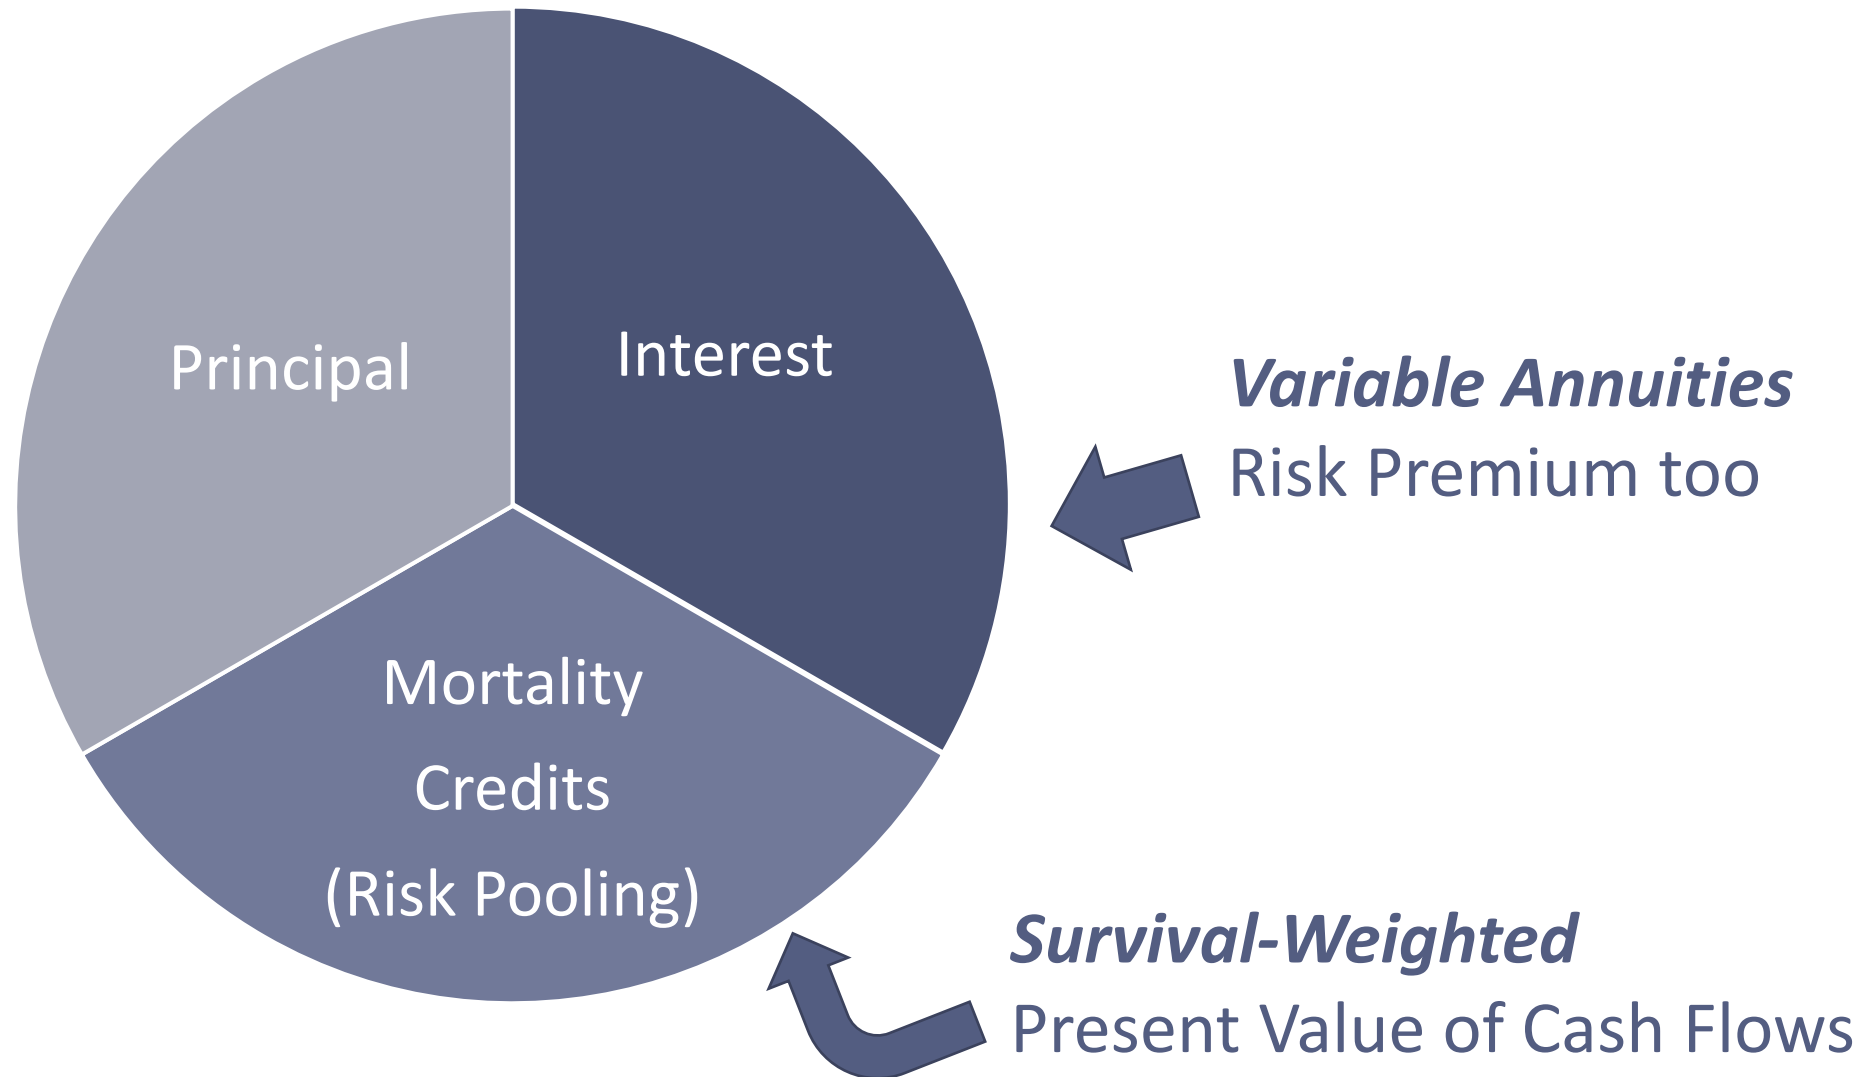 Principal
Interest
Mortality
Credits
(Risk Pooling)
Variable Annuities
Risk Premium too
Survival-Weighted
Present Value of Cash Flows